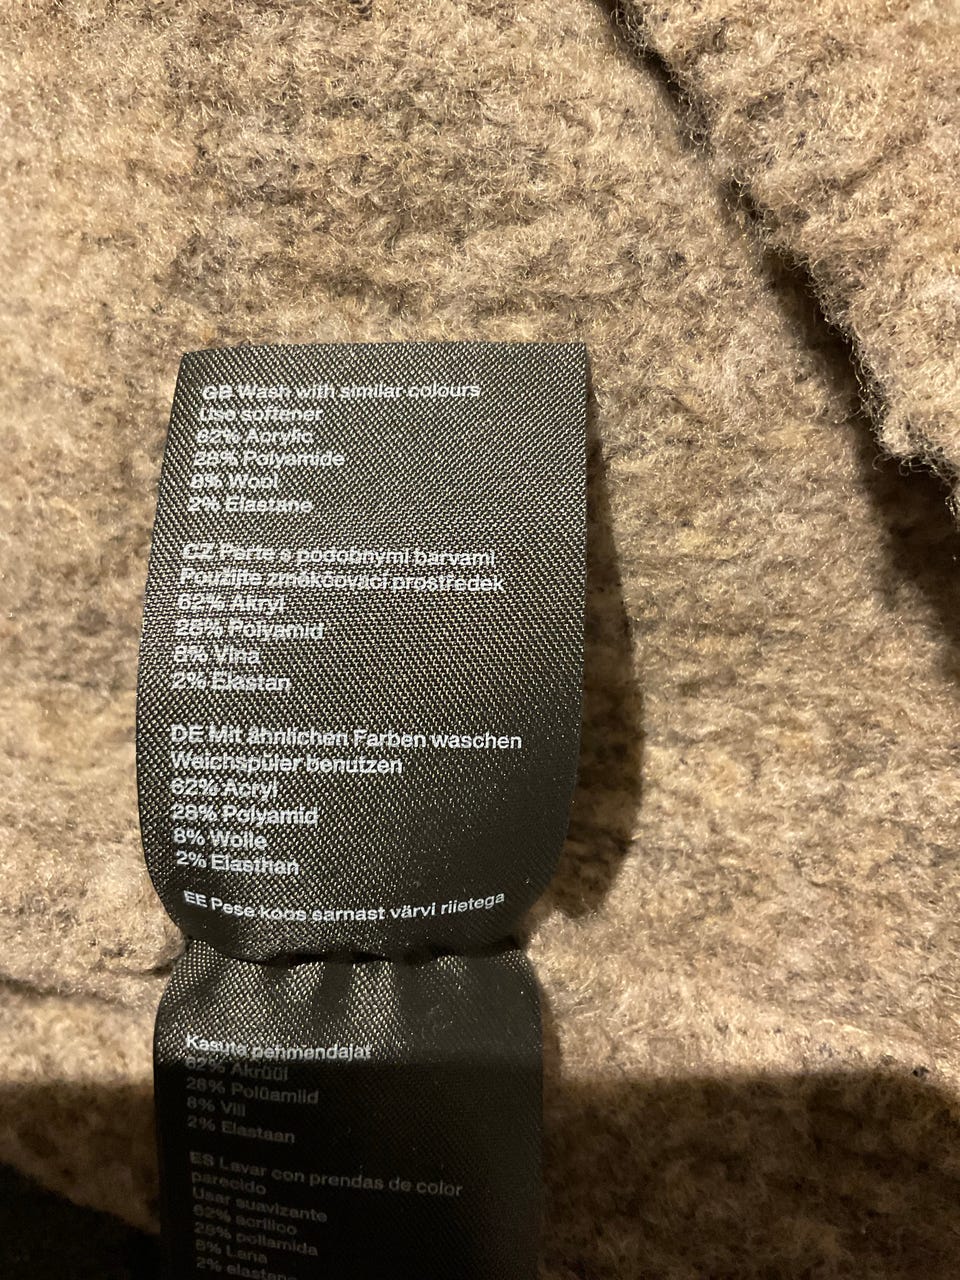 GB Wash with similar colours
Use softener
62% Acrylic
28% Polyamide
8% Wool
2% Elastane
CZ Perte s podobnými barvami
Použijte změkčovací prostředek
62% Akryl
28% Polyamid
8% Vlna
2% Elastan
DE Mit ähnlichen Farben waschen
Weichspüler benutzen
62% Acryl
28% Polyamid
8% Wolle
2% Elasthan
EE Pese koos sarnast värvi riietega
Kasuta pehmendajat
62% Akrüül
28% Polüamiid
8% Vill
2% Elastaan
ES Lavar con prendas de color
parecido
Usar suavizante
62% acrílico
28% poliamida
8% Lana
2% elastano